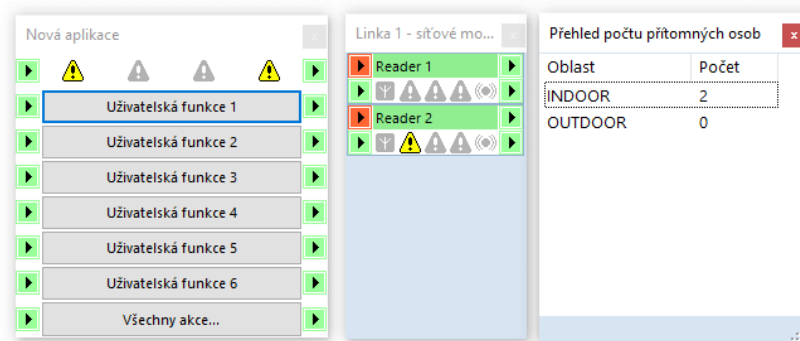 Nová aplikace
Uživatelská funkce 1
Uživatelská funkce 2
Uživatelská funkce 3
Uživatelská funkce 4
Uživatelská funkce 5
Uživatelská funkce 6
Všechny akce...
Linka 1 - síťové mo...
Reader 1
Reader 2
Přehled počtu přítomných osob
Oblast Počet
INDOOR 2
OUTDOOR 0